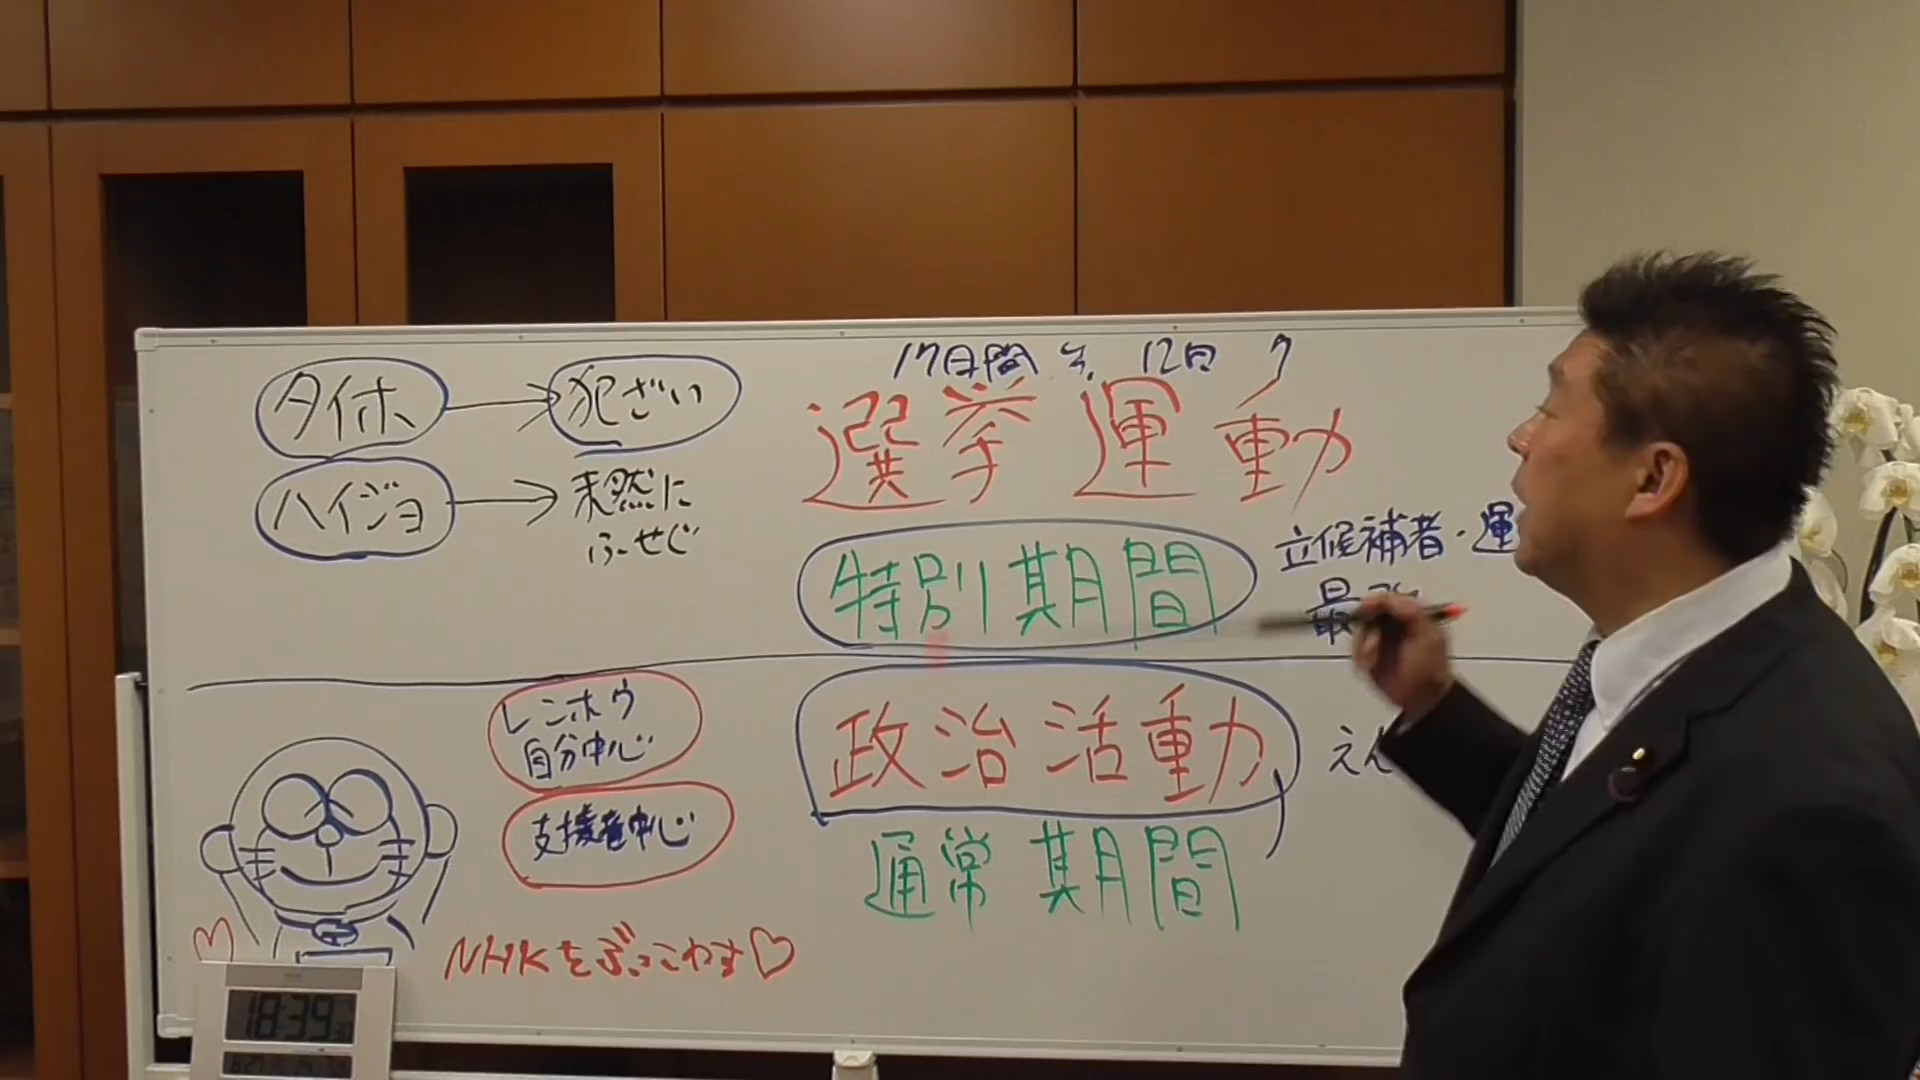 タイホ → 犯ざい
ハイジョ → 未然に
ふせぐ
17日間 12日
選挙運動
特別期間
立候補者・運
最
レンホウ
自分中心
支援者中心
政治活動
通常期間
えん
NHKをぶっこわす♡
18:39